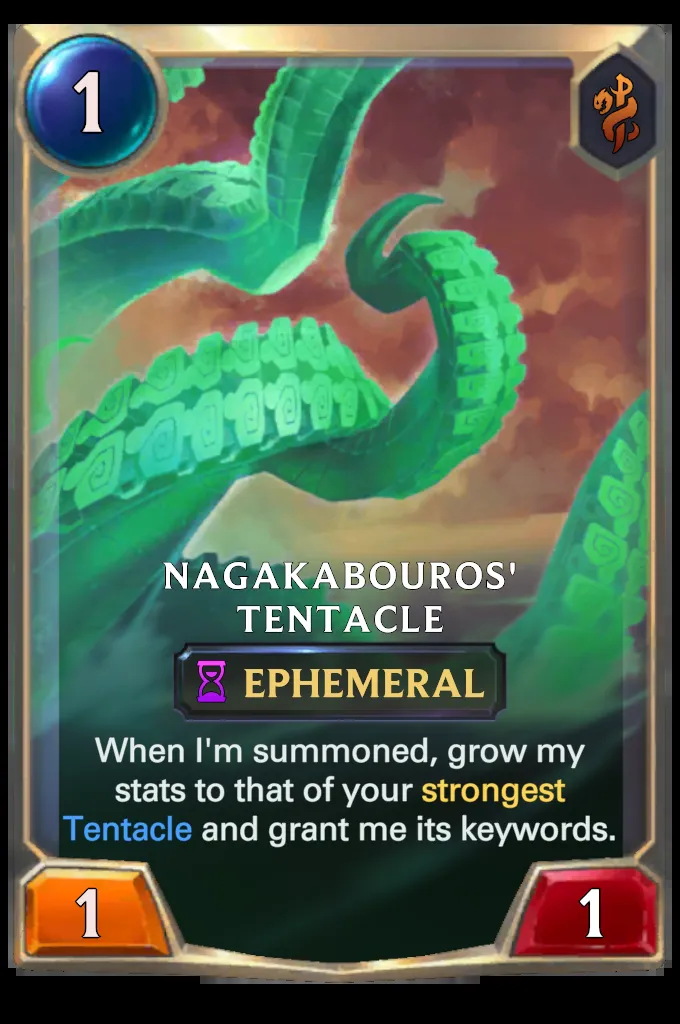 1
NAGAKABOUROS'
TENTACLE
EPHEMERAL
When I'm summoned, grow my
stats to that of your strongest
Tentacle and grant me its keywords.
1 1